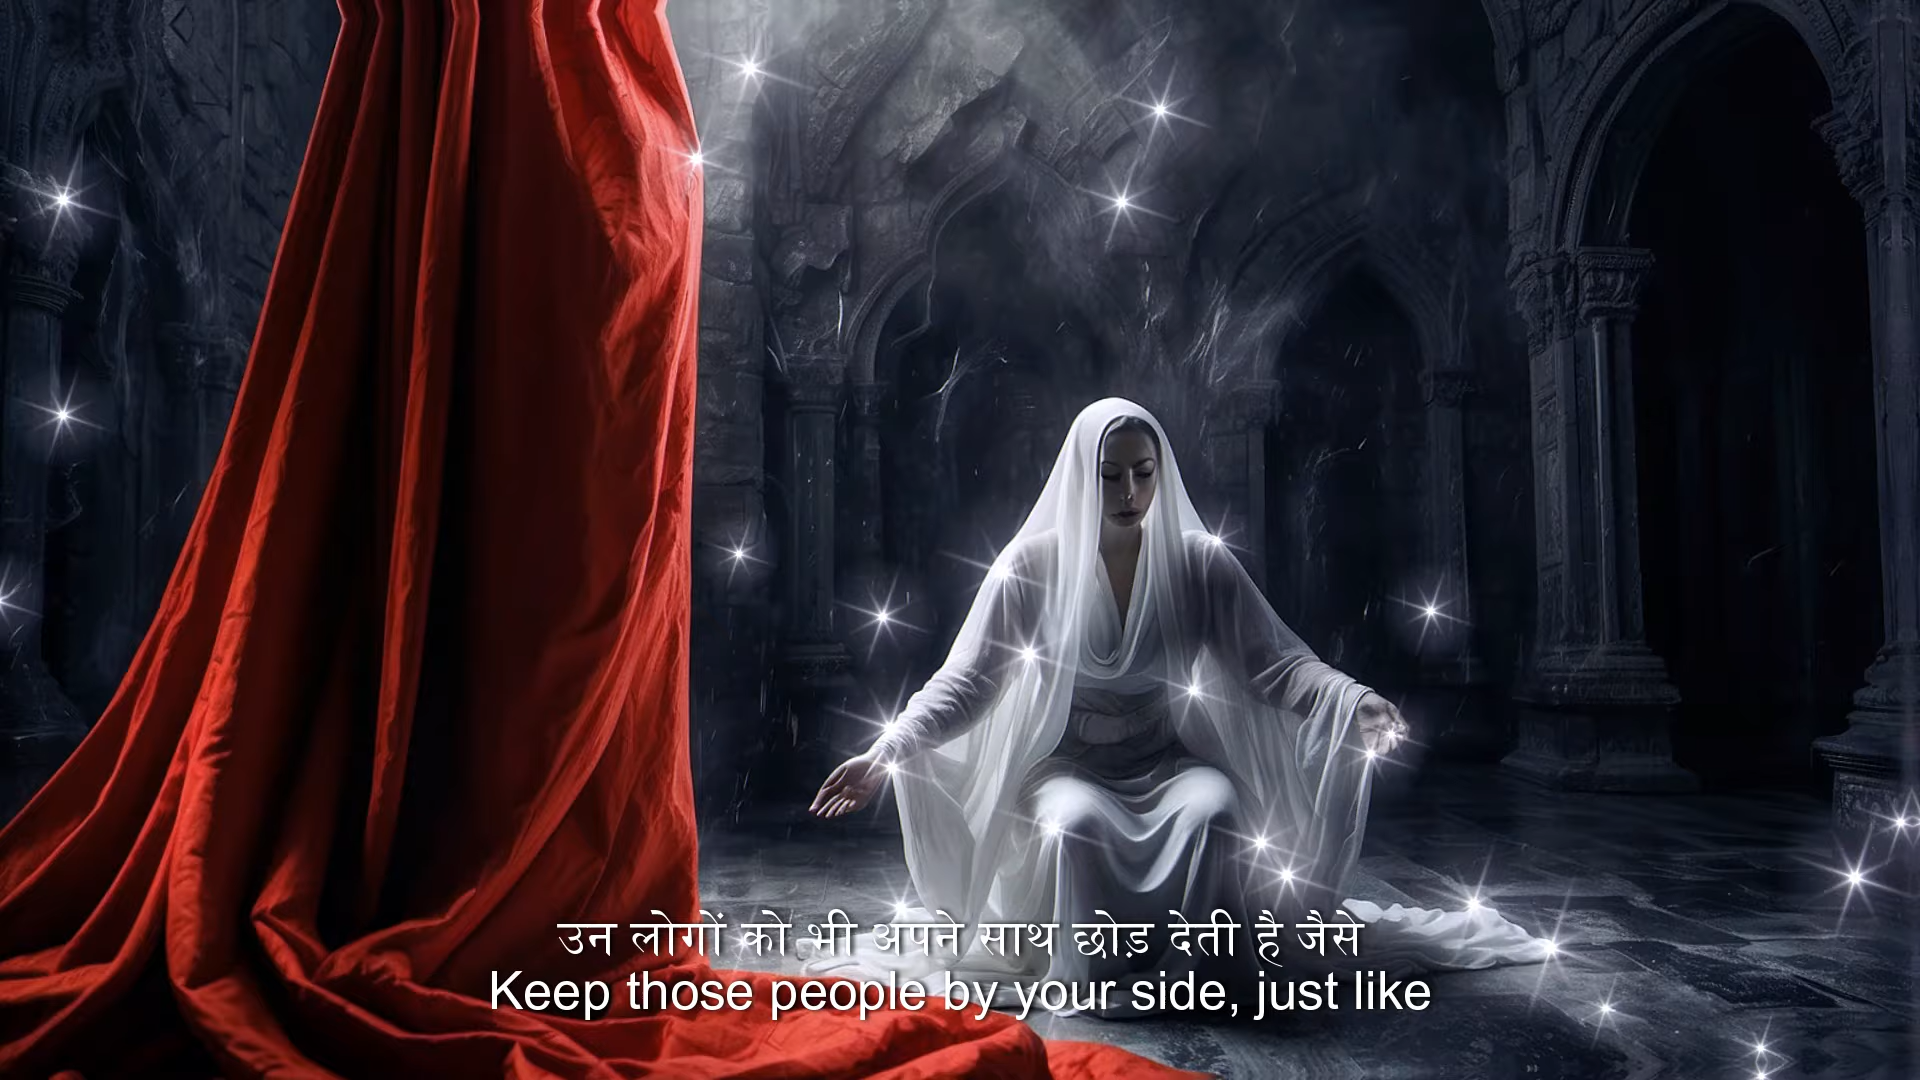 उन लोगों को भी अपने साथ छोड़ देती है जैसे
Keep those people by your side, just like